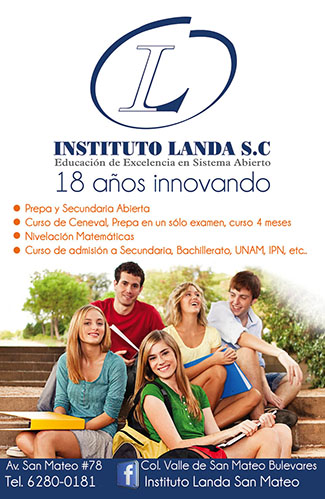 L
INSTITUTO LANDA S.C
Educación de Excelencia en Sistema Abierto
18 años innovando
Prepa y Secundaria Abierta
Curso de Ceneval, Prepa en un sólo examen, curso 4 meses
Nivelación Matemáticas
Curso de admisión a Secundaria, Bachillerato, UNAM, IPN, etc..
Av. San Mateo #78
Col. Valle de San Mateo Bulevares
Tel. 6280-0181
f
Instituto Landa San Mateo